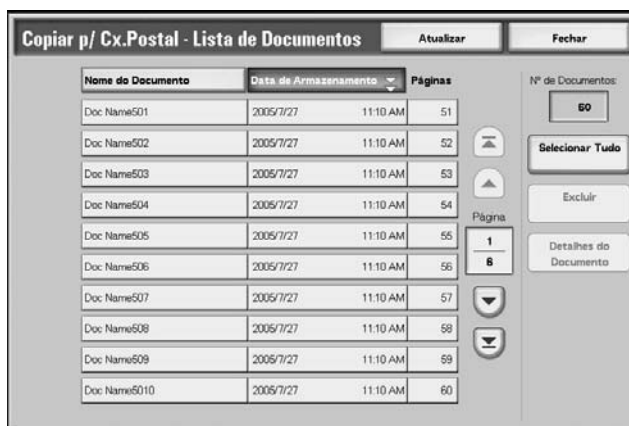 Copiar p/ Cx.Postal - Lista de Documentos Atualizar Fechar
Nome do Documento Data de Armazenamento Páginas Nº de Documentos:
Doc Name501 2005/7/27 11:10 AM 51 60
Doc Name502 2005/7/27 11:10 AM 52 Selecionar Tudo
Doc Name503 2005/7/27 11:10 AM 53
Doc Name504 2005/7/27 11:10 AM 54 Excluir
Página
Doc Name505 2005/7/27 11:10 AM 55 1 Detalhes do
Doc Name506 2005/7/27 11:10 AM 56 6 Documento
Doc Name507 2005/7/27 11:10 AM 57
Doc Name508 2005/7/27 11:10 AM 58
Doc Name509 2005/7/27 11:10 AM 59
Doc Name5010 2005/7/27 11:10 AM 60